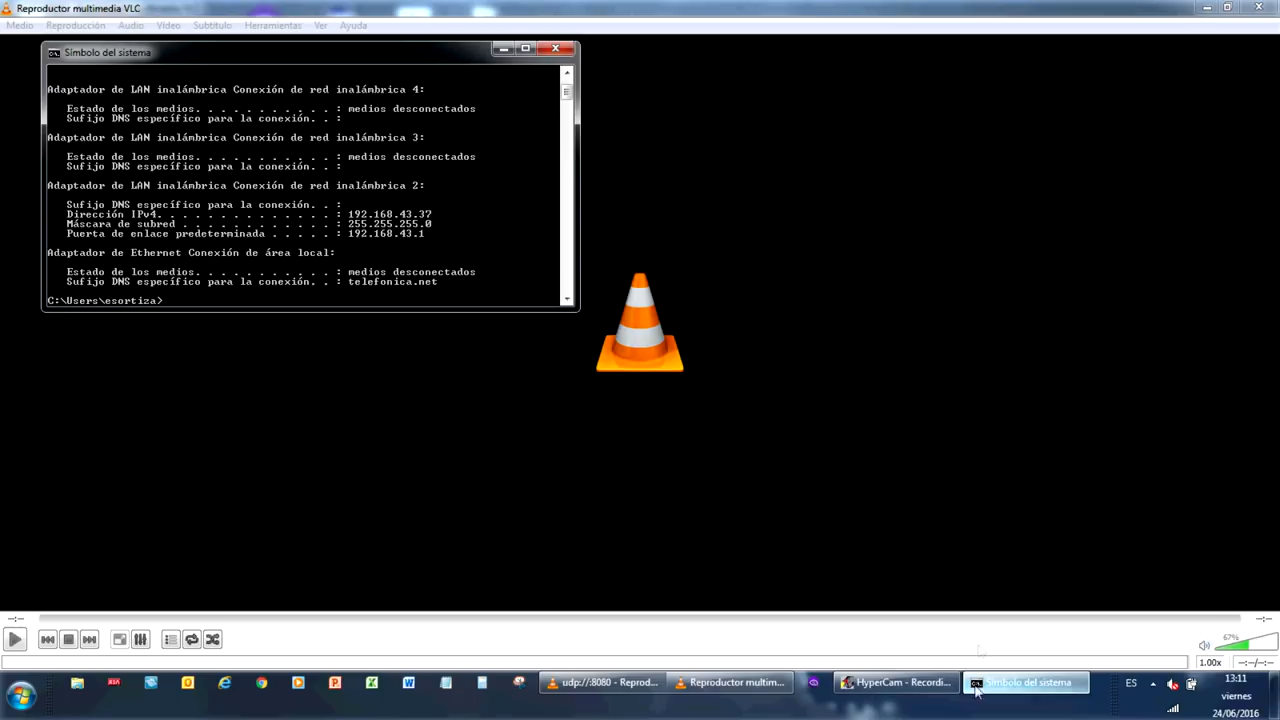 Reproductor multimedia VLC
Medio Reproducción Audio Vídeo Subtítulo Herramientas Ver Ayuda
Símbolo del sistema
Adaptador de LAN inalámbrica Conexión de red inalámbrica 4:
Estado de los medios. . . . . . . . . . . : medios desconectados
Sufijo DNS específico para la conexión. . :
Adaptador de LAN inalámbrica Conexión de red inalámbrica 3:
Estado de los medios. . . . . . . . . . . : medios desconectados
Sufijo DNS específico para la conexión. . :
Adaptador de LAN inalámbrica Conexión de red inalámbrica 2:
Sufijo DNS específico para la conexión. . :
Dirección IPv4. . . . . . . . . . . . . . : 192.168.43.37
Máscara de subred . . . . . . . . . . . . : 255.255.255.0
Puerta de enlace predeterminada . . . . . : 192.168.43.1
Adaptador de Ethernet Conexión de área local:
Estado de los medios. . . . . . . . . . . : medios desconectados
Sufijo DNS específico para la conexión. . : telefonica.net
C:\Users\esortiza>
-:- -:-
67%
1.00x --:--/--:--
udp://:8080 - Reprod... Reproductor multim... HyperCam - Recordi... Símbolo del sistema ES 13:11
viernes
24/06/2016